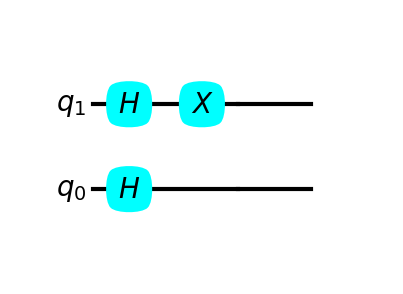 q₁ H X
q₀ H